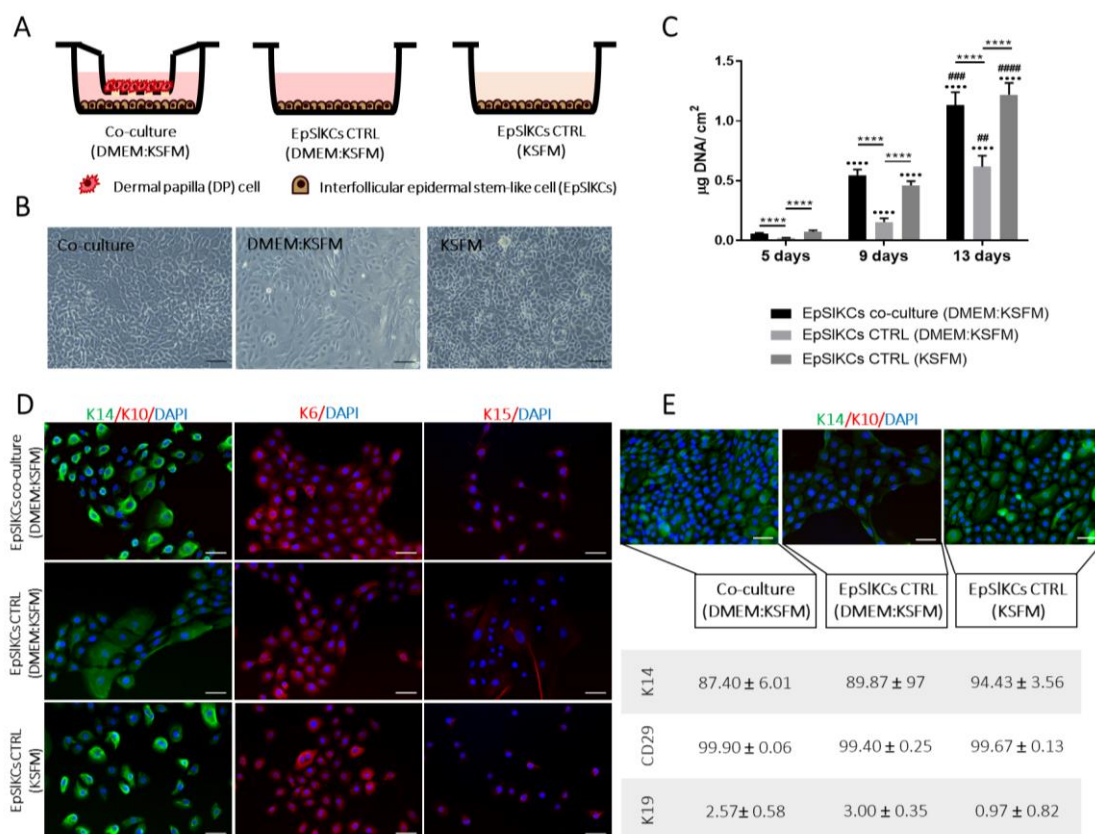 A
Co-culture
(DMEM:KSFM)
EpSlKCs CTRL
(DMEM:KSFM)
EpSlKCs CTRL
(KSFM)
Dermal papilla (DP) cell
Interfollicular epidermal stem-like cell (EpSlKCs)
B
Co-culture
DMEM:KSFM
KSFM
C
µg DNA/ cm²
1.5
1.0
0.5
0.0
**** ****
**** ****
**** ****
### ## ####
5 days 9 days 13 days
EpSlKCs co-culture (DMEM:KSFM)
EpSlKCs CTRL (DMEM:KSFM)
EpSlKCs CTRL (KSFM)
D
K14/K10/DAPI
K6/DAPI
K15/DAPI
EpSlKCs co-culture
(DMEM:KSFM)
EpSlKCs CTRL
(DMEM:KSFM)
EpSlKCs CTRL
(KSFM)
E
K14/K10/DAPI
Co-culture
(DMEM:KSFM)
EpSlKCs CTRL
(DMEM:KSFM)
EpSlKCs CTRL
(KSFM)
K14 87.40 ± 6.01 89.87 ± 97 94.43 ± 3.56
CD29 99.90 ± 0.06 99.40 ± 0.25 99.67 ± 0.13
K19 2.57 ± 0.58 3.00 ± 0.35 0.97 ± 0.82